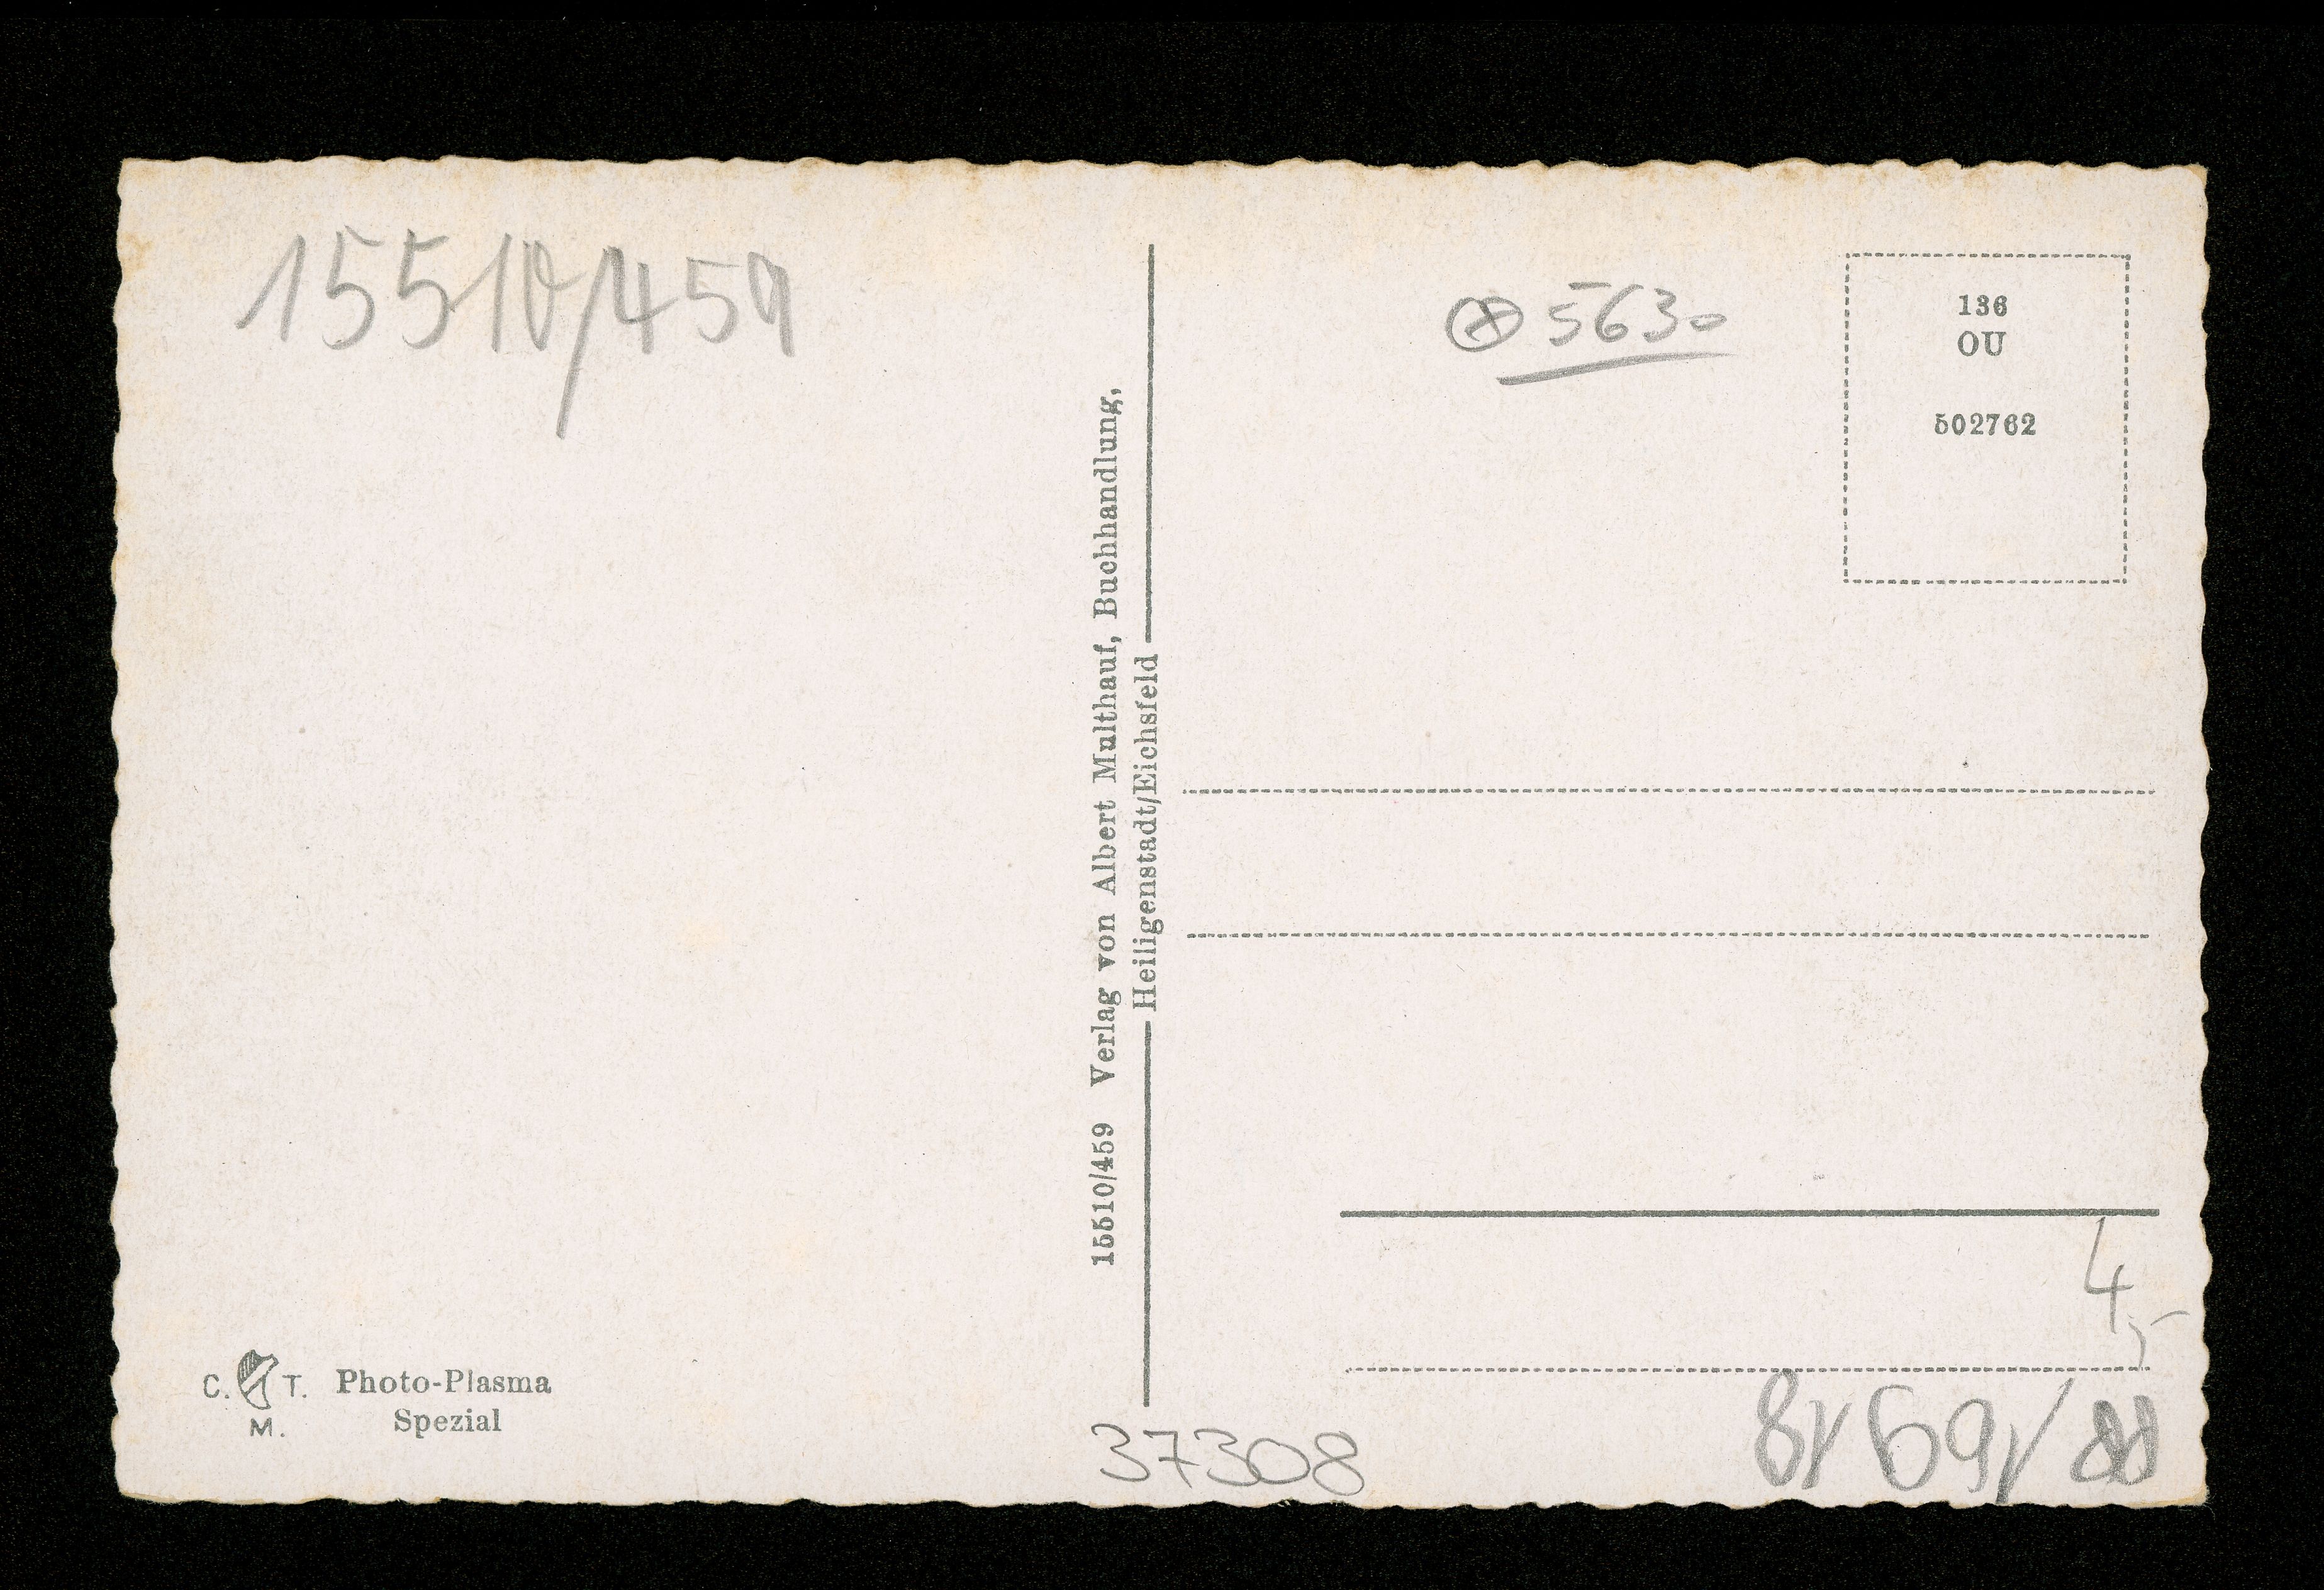 15510/459
⊗ 5630
136
OU
502762
15510/459 Verlag von Albert Multhauf, Buchhandlung,
Heiligenstadt/Eichsfeld
4,-
C. T. Photo-Plasma
M. Spezial
37308